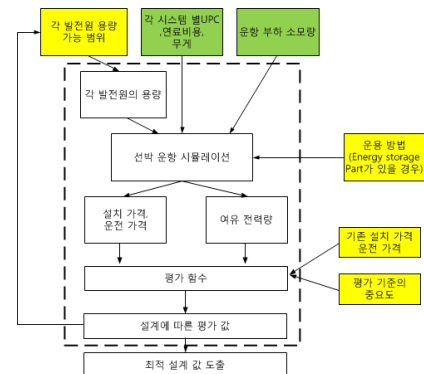 각 발전원 용량
가능 범위
각 시스템 별UPC
,연료비용,
무게
운항 부하 소모량
각 발전원의 용량
선박 운항 시뮬레이션
운용 방법
(Energy storage
Part가 있을 경우)
설치 가격,
운전 가격
여유 전력량
기존 설치 가격
운전 가격
평가 함수
평가 기준의
중요도
설계에 따른 평가 값
최적 설계 값 도출